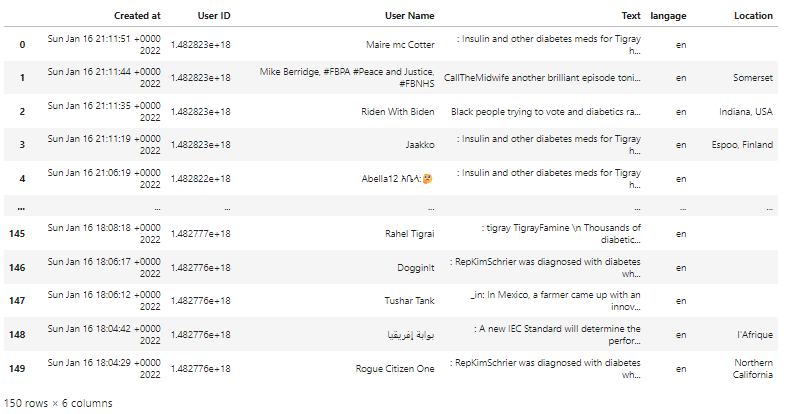 Created at User ID User Name Text langage Location
0 Sun Jan 16 21:11:51 +0000 2022 1.482823e+18 Maire mc Cotter : Insulin and other diabetes meds for Tigray h... en
1 Sun Jan 16 21:11:44 +0000 2022 1.482823e+18 Mike Berridge, #FBPA #Peace and Justice, #FBNHS CallTheMidwife another brilliant episode toni... en Somerset
2 Sun Jan 16 21:11:35 +0000 2022 1.482823e+18 Riden With Biden Black people trying to vote and diabetics ra... en Indiana, USA
3 Sun Jan 16 21:11:19 +0000 2022 1.482823e+18 Jaakko : Insulin and other diabetes meds for Tigray h... en Espoo, Finland
4 Sun Jan 16 21:06:19 +0000 2022 1.482822e+18 Abella12 አቤላ:🤔 : Insulin and other diabetes meds for Tigray h... en
... ... ... ... ... ... ...
145 Sun Jan 16 18:08:18 +0000 2022 1.482777e+18 Rahel Tigrai : tigray TigrayFamine \n Thousands of diabetic... en
146 Sun Jan 16 18:06:17 +0000 2022 1.482777e+18 Doggin!t : RepKimSchrier was diagnosed with diabetes wh... en
147 Sun Jan 16 18:06:12 +0000 2022 1.482776e+18 Tushar Tank _in: In Mexico, a farmer came up with an innov... en
148 Sun Jan 16 18:04:42 +0000 2022 1.482776e+18 بوابة إفريقيا : A new IEC Standard will determine the perfor... en l'Afrique
149 Sun Jan 16 18:04:29 +0000 2022 1.482776e+18 Rogue Citizen One : RepKimSchrier was diagnosed with diabetes wh... en Northern California
150 rows × 6 columns